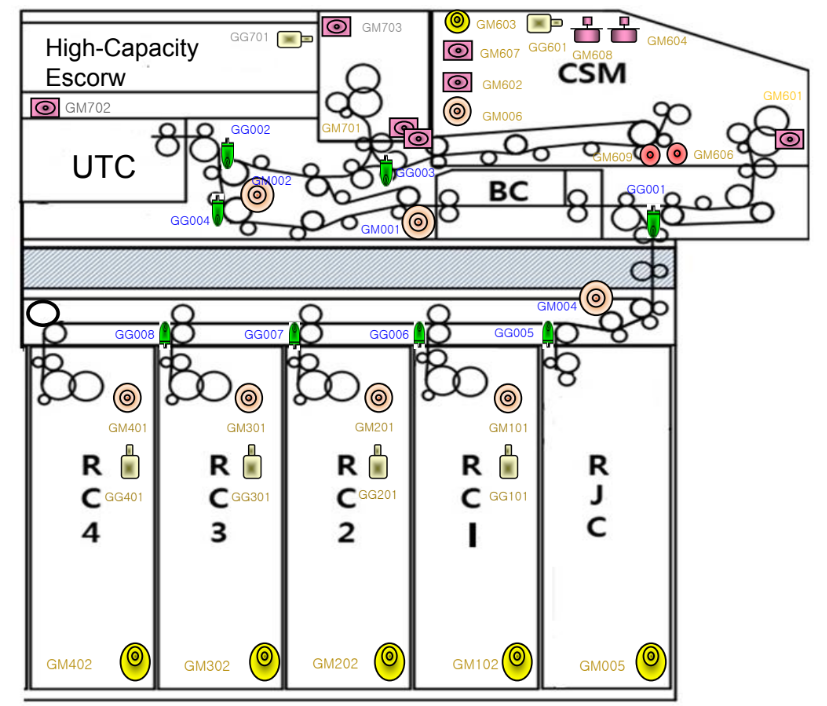 High-Capacity
Escorw
GG701
GM703
GM603
GG601
GM608
GM604
GM607
CSM
GM602
GM601
GM702
GM006
GM701
GG002
UTC
GM609
GM606
GM002
GG003
BC
GG001
GG004
GM001
GM004
GG008
GG007
GG006
GG005
GM401
GM301
GM201
GM101
R
C
4
R
C
3
R
C
2
R
C
I
R
J
C
GG401
GG301
GG201
GG101
GM402
GM302
GM202
GM102
GM005